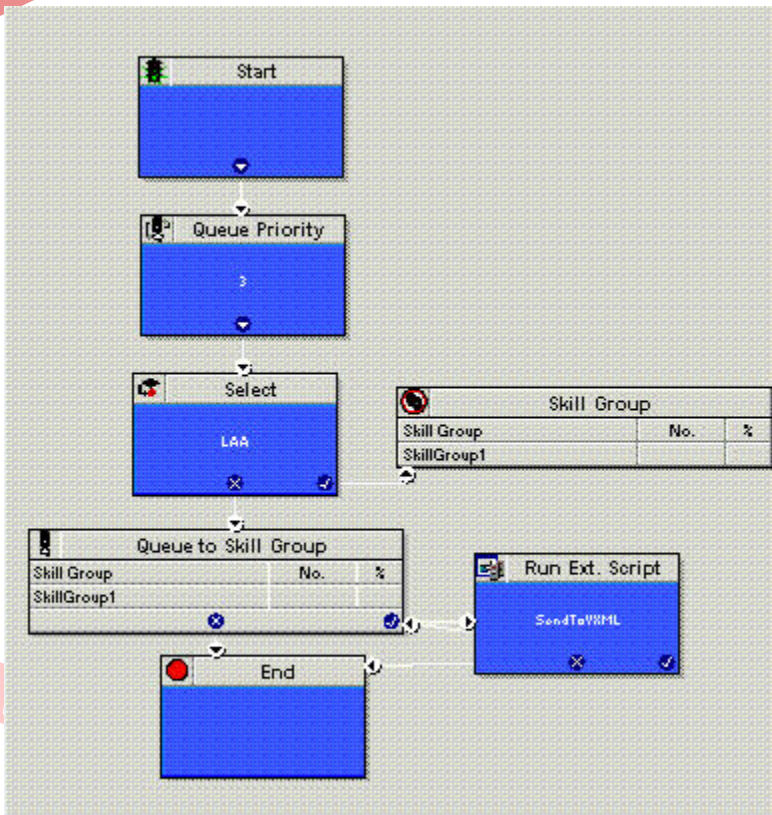 Start
Queue Priority
3
Select
LAA
Skill Group
Skill Group No. %
SkillGroup1
Queue to Skill Group
Skill Group No. %
SkillGroup1
Run Ext. Script
SendToVXML
End